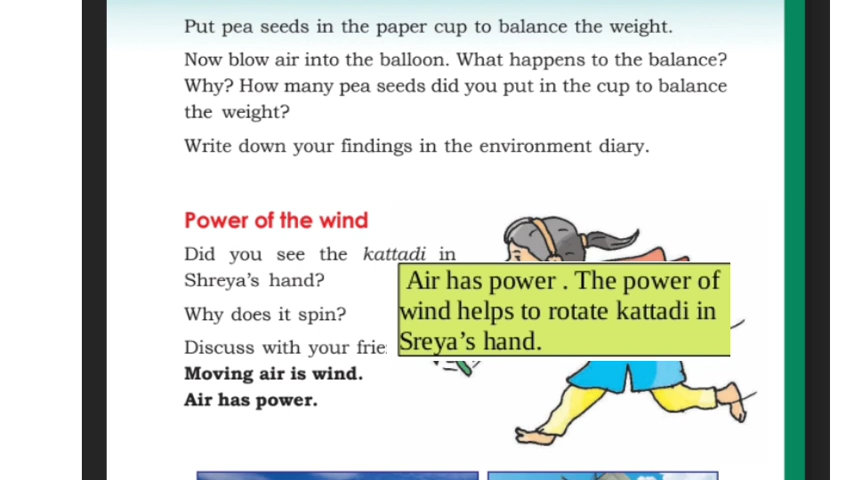 Put pea seeds in the paper cup to balance the weight.
Now blow air into the balloon. What happens to the balance?
Why? How many pea seeds did you put in the cup to balance
the weight?
Write down your findings in the environment diary.
Power of the wind
Did you see the kattadi in
Shreya's hand?
Why does it spin?
Discuss with your frie
Moving air is wind.
Air has power.
Air has power . The power of
wind helps to rotate kattadi in
Sreya's hand.